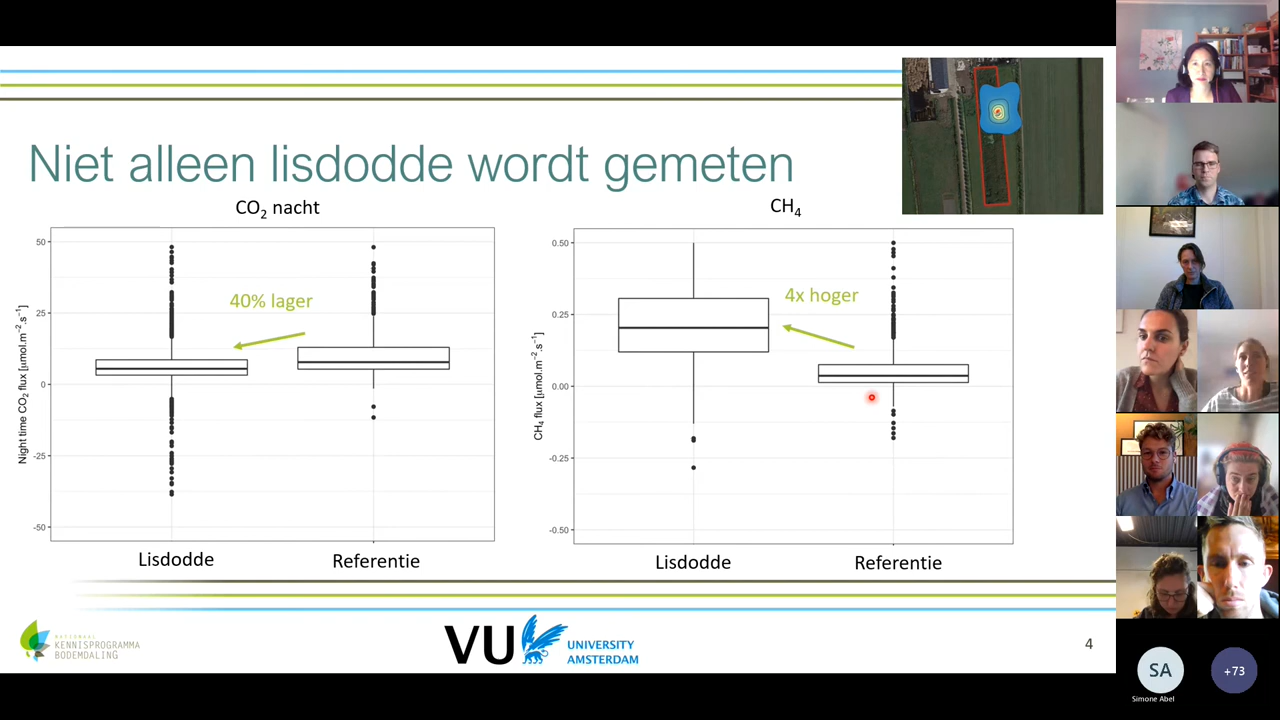 Niet alleen lisdodde wordt gemeten
CO2 nacht
50
25
0
-25
-50
Night time CO2 flux [μmol.m−2.s−1]
40% lager
Lisdodde
Referentie
CH4
0.50
0.25
0.00
-0.25
-0.50
CH4 flux [μmol.m−2.s−1]
4x hoger
Lisdodde
Referentie
NATIONAAL
KENNISPROGRAMMA
BODEMDALING
VU
UNIVERSITY
AMSTERDAM
4
SA
Simone Abel
+73